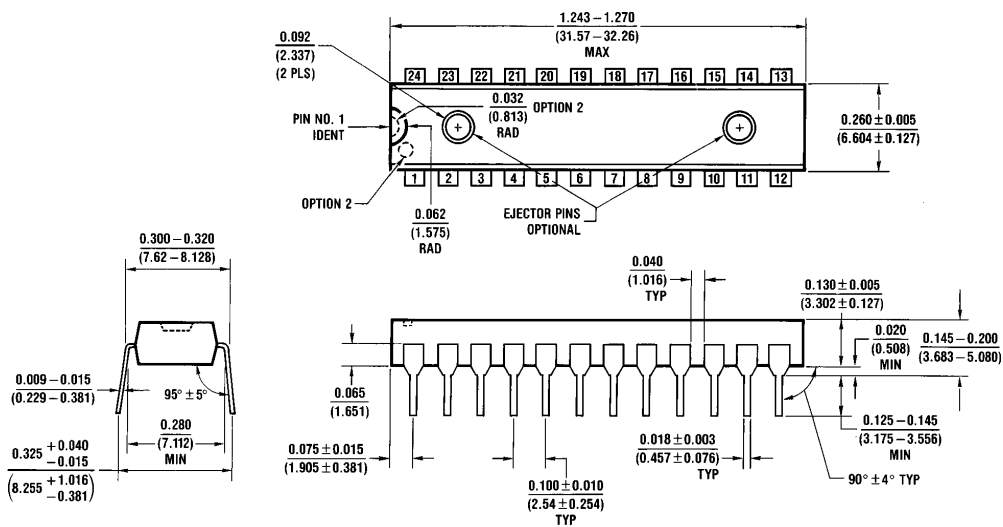 1.243 – 1.270
(31.57 – 32.26)
MAX
0.092
(2.337)
(2 PLS)
24 23 22 21 20 19 18 17 16 15 14 13
0.032
(0.813)
RAD
OPTION 2
PIN NO. 1
IDENT
0.260 ± 0.005
(6.604 ± 0.127)
1 2 3 4 5 6 7 8 9 10 11 12
OPTION 2
0.062
(1.575)
RAD
EJECTOR PINS
OPTIONAL
0.300 – 0.320
(7.62 – 8.128)
0.040
(1.016)
TYP
0.130 ± 0.005
(3.302 ± 0.127)
0.020
(0.508)
MIN
0.145 – 0.200
(3.683 – 5.080)
0.009 – 0.015
(0.229 – 0.381)
95° ± 5°
0.280
(7.112)
MIN
0.325 +0.040 −0.015
(8.255 +1.016 −0.381)
0.065
(1.651)
0.075 ± 0.015
(1.905 ± 0.381)
0.100 ± 0.010
(2.54 ± 0.254)
TYP
0.018 ± 0.003
(0.457 ± 0.076)
TYP
0.125 – 0.145
(3.175 – 3.556)
MIN
90° ± 4° TYP